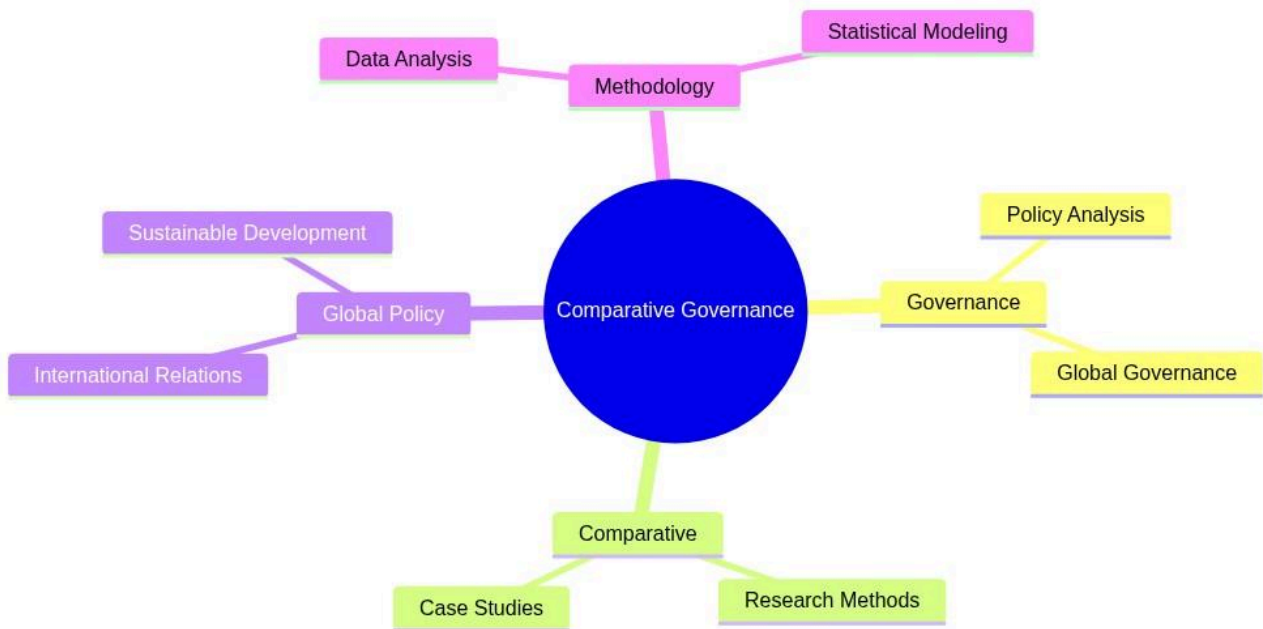 Statistical Modeling
Data Analysis
Methodology
Policy Analysis
Sustainable Development
Governance
Comparative Governance
Global Policy
Global Governance
International Relations
Comparative
Research Methods
Case Studies